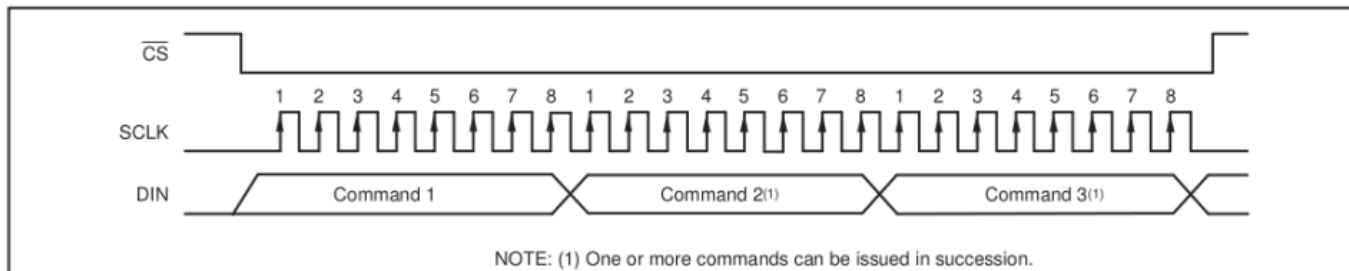 CS
1 2 3 4 5 6 7 8 1 2 3 4 5 6 7 8 1 2 3 4 5 6 7 8
SCLK
DIN Command 1 Command 2(1) Command 3(1)
NOTE: (1) One or more commands can be issued in succession.